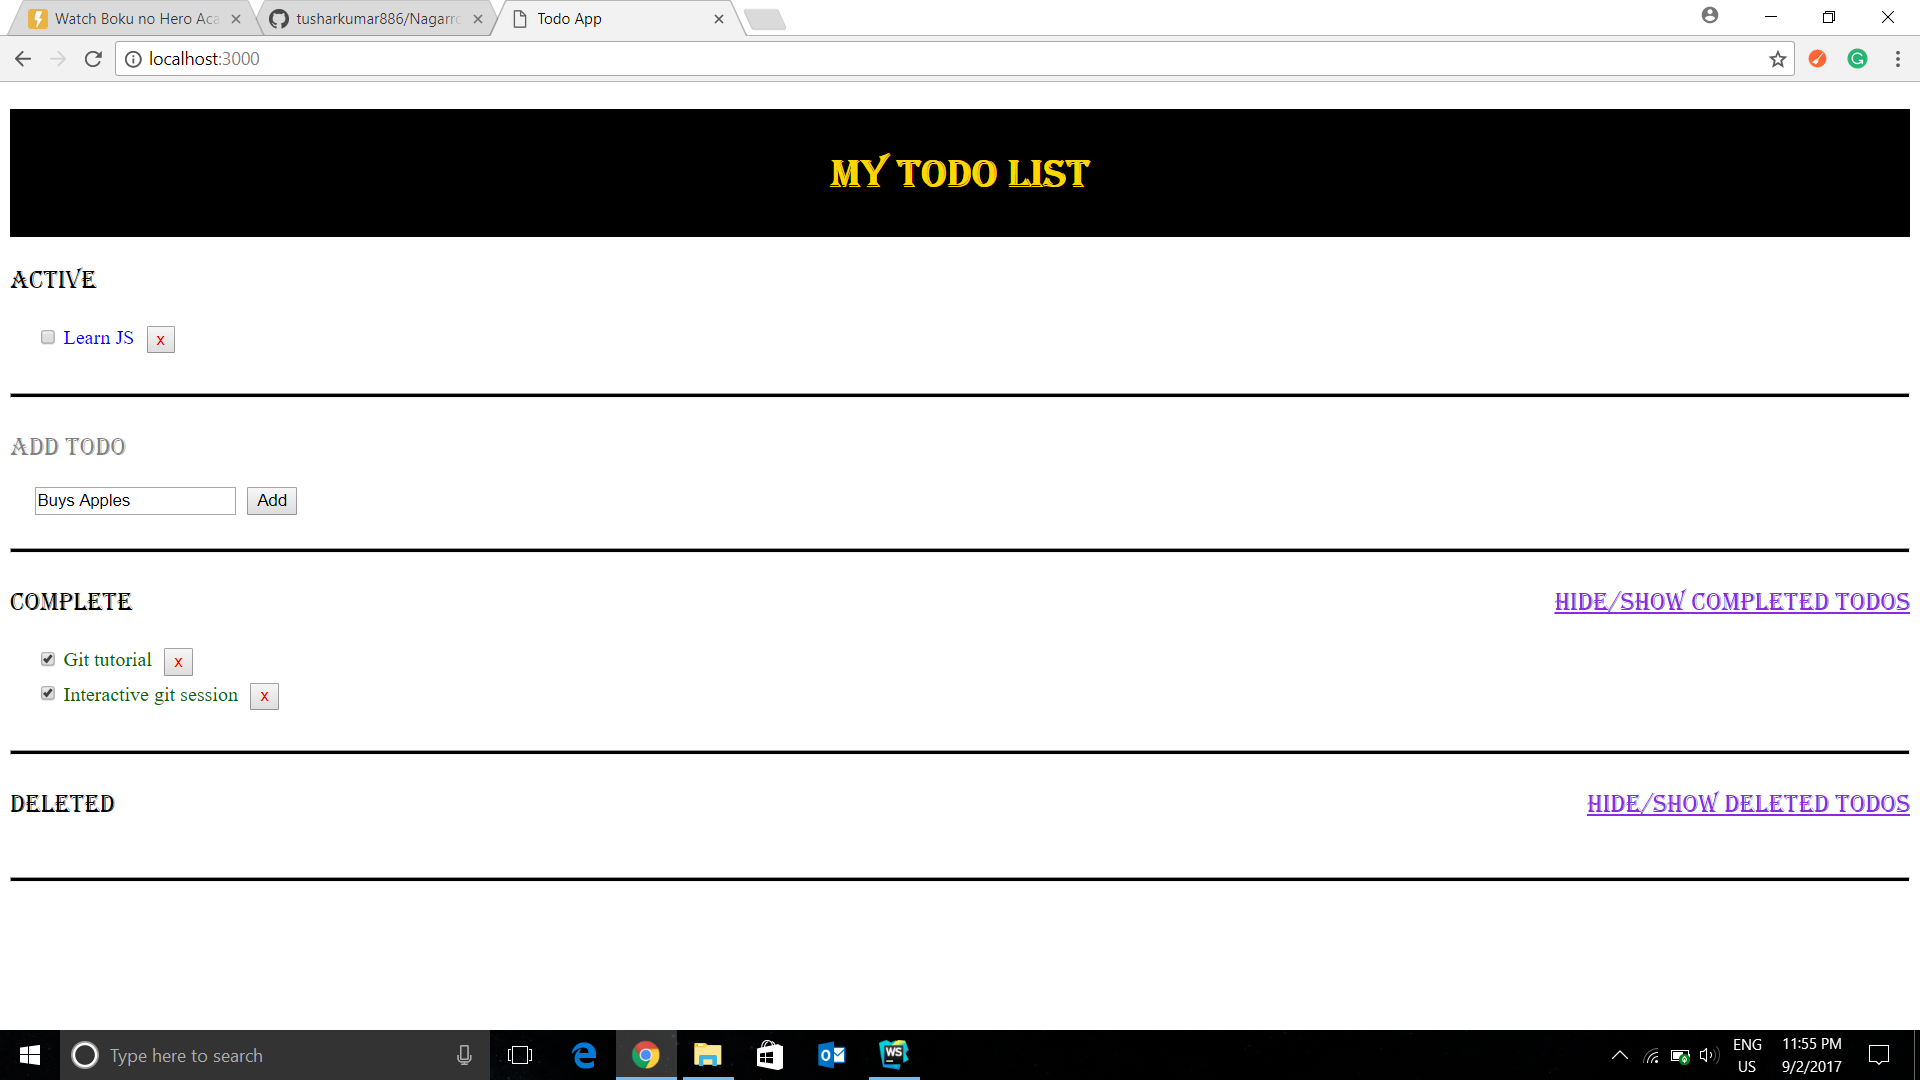 Watch Boku no Hero Aca
tusharkumar886/Nagarro
Todo App
localhost:3000
MY TODO LIST
ACTIVE
Learn JS x
ADD TODO
Buys Apples Add
COMPLETE HIDE/SHOW COMPLETED TODOS
Git tutorial x
Interactive git session x
DELETED HIDE/SHOW DELETED TODOS
Type here to search
WS
ENG
US
11:55 PM
9/2/2017